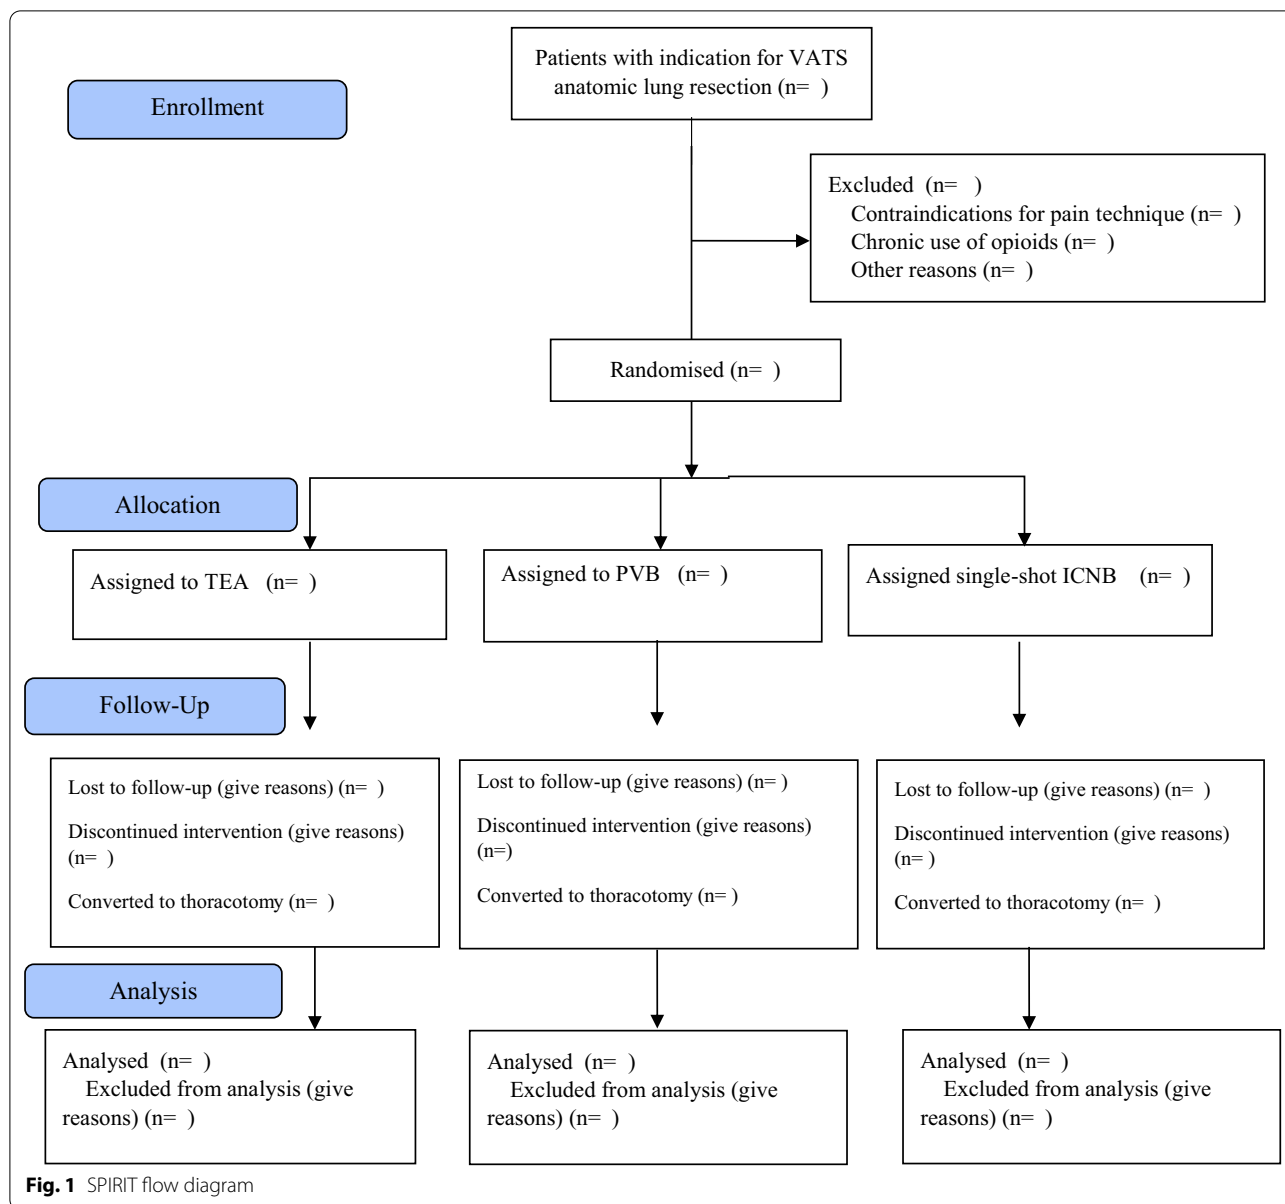 Patients with indication for VATS
anatomic lung resection (n=  )
Enrollment
Excluded  (n=  )
Contraindications for pain technique (n=  )
Chronic use of opioids (n=  )
Other reasons (n=  )
Randomised (n=  )
Allocation
Assigned to TEA   (n=  )
Assigned to PVB   (n=  )
Assigned single-shot ICNB    (n=  )
Follow-Up
Lost to follow-up (give reasons) (n=  )
Discontinued intervention (give reasons)
(n=  )
Converted to thoracotomy (n=  )
Lost to follow-up (give reasons) (n= )
Discontinued intervention (give reasons)
(n=)
Converted to thoracotomy (n= )
Lost to follow-up (give reasons) (n=  )
Discontinued intervention (give reasons)
(n= )
Converted to thoracotomy (n=  )
Analysis
Analysed  (n=  )
Excluded from analysis (give
reasons) (n=  )
Analysed  (n=  )
Excluded from analysis (give
reasons) (n=  )
Analysed  (n=  )
Excluded from analysis (give
reasons) (n=  )
Fig. 1 SPIRIT flow diagram